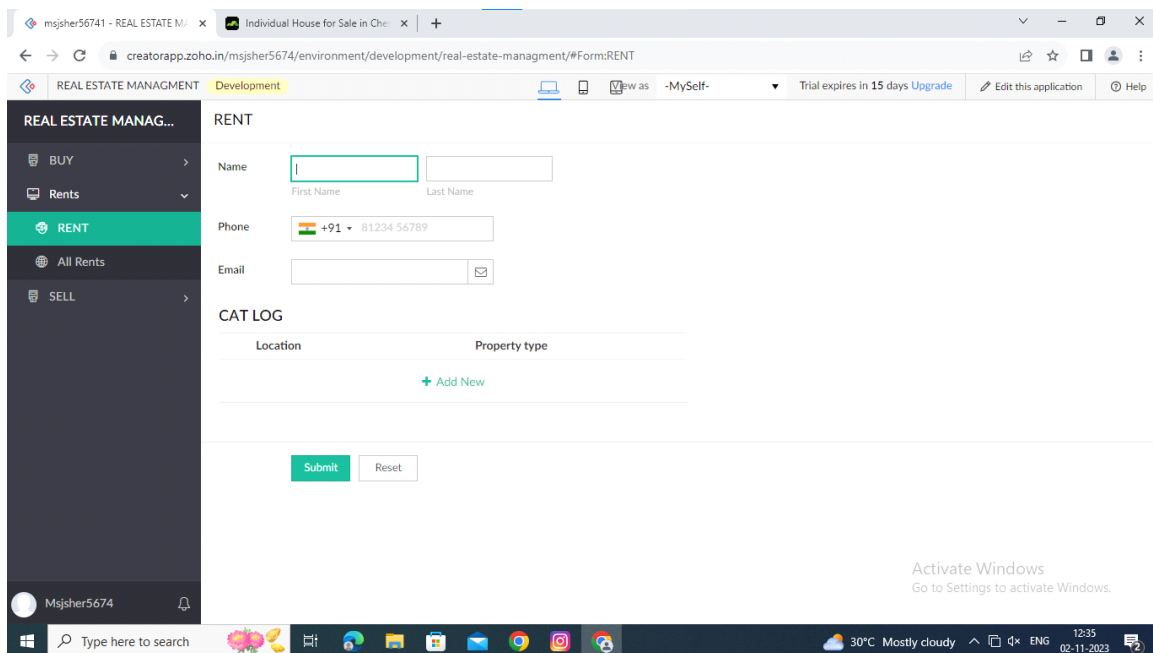 msjsher56741 - REAL ESTATE MA
Individual House for Sale in Che
creatorapp.zoho.in/msjsher5674/environment/development/real-estate-managment/#Form:RENT
REAL ESTATE MANAGMENT Development View as -MySelf- Trial expires in 15 days Upgrade Edit this application Help
REAL ESTATE MANAG...
RENT
BUY
Rents
RENT
All Rents
SELL
Name
First Name Last Name
Phone +91 81234 56789
Email
CAT LOG
Location Property type
+ Add New
Submit Reset
Activate Windows
Go to Settings to activate Windows.
Msjsher5674
Type here to search
30°C Mostly cloudy ENG
12:35
02-11-2023
2